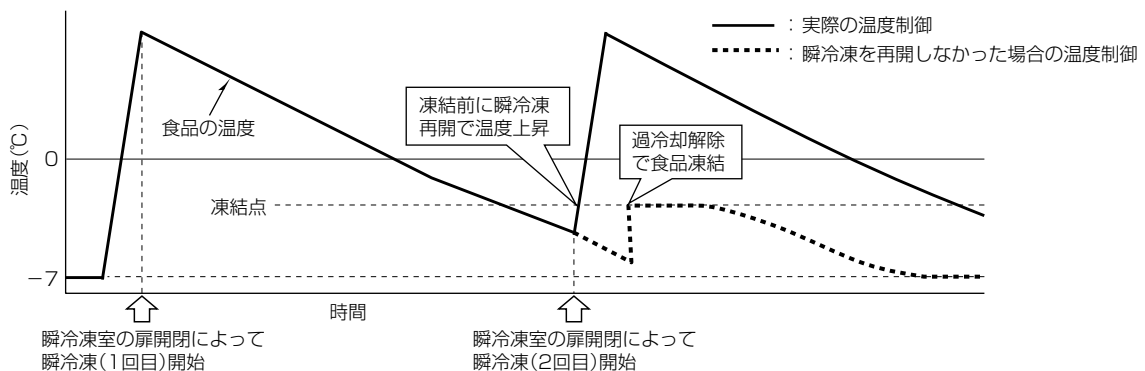 ：実際の温度制御
：瞬冷凍を再開しなかった場合の温度制御
凍結前に瞬冷凍
再開で温度上昇
食品の温度
過冷却解除
で食品凍結
温度(℃)
0
凍結点
−7
時間
瞬冷凍室の扉開閉によって
瞬冷凍(1回目)開始
瞬冷凍室の扉開閉によって
瞬冷凍(2回目)開始